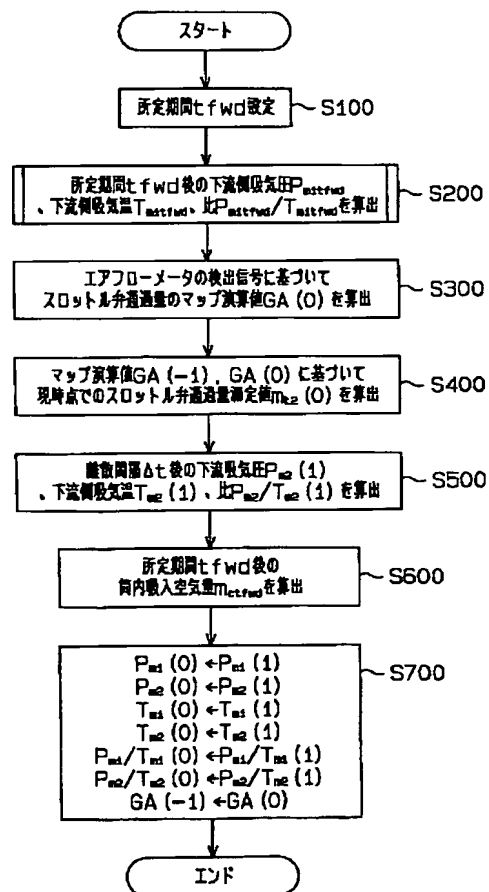 スタート
所定期間tfwd設定
S100
所定期間tfwd後の下流側吸気圧Pmitfwd
、下流側吸気温Tmitfwd、比Pmitfwd/Tmitfwdを算出
S200
エアフローメータの検出信号に基づいて
スロットル弁通過量のマップ演算値GA(0)を算出
S300
マップ演算値GA(-1),GA(0)に基づいて
現時点でのスロットル弁通過量測定値mt2(0)を算出
S400
離散間隔Δt後の下流吸気圧Pm2(1)
、下流側吸気温Tm2(1)、比Pm2/Tm2(1)を算出
S500
所定期間tfwd後の
筒内吸入空気量mctfwdを算出
S600
Pmi(0)←Pmi(1)
Pm2(0)←Pm2(1)
Tmi(0)←Tmi(1)
Tm2(0)←Tm2(1)
Pmi/Tmi(0)←Pmi/Tmi(1)
Pm2/Tm2(0)←Pm2/Tm2(1)
GA(-1)←GA(0)
S700
エンド